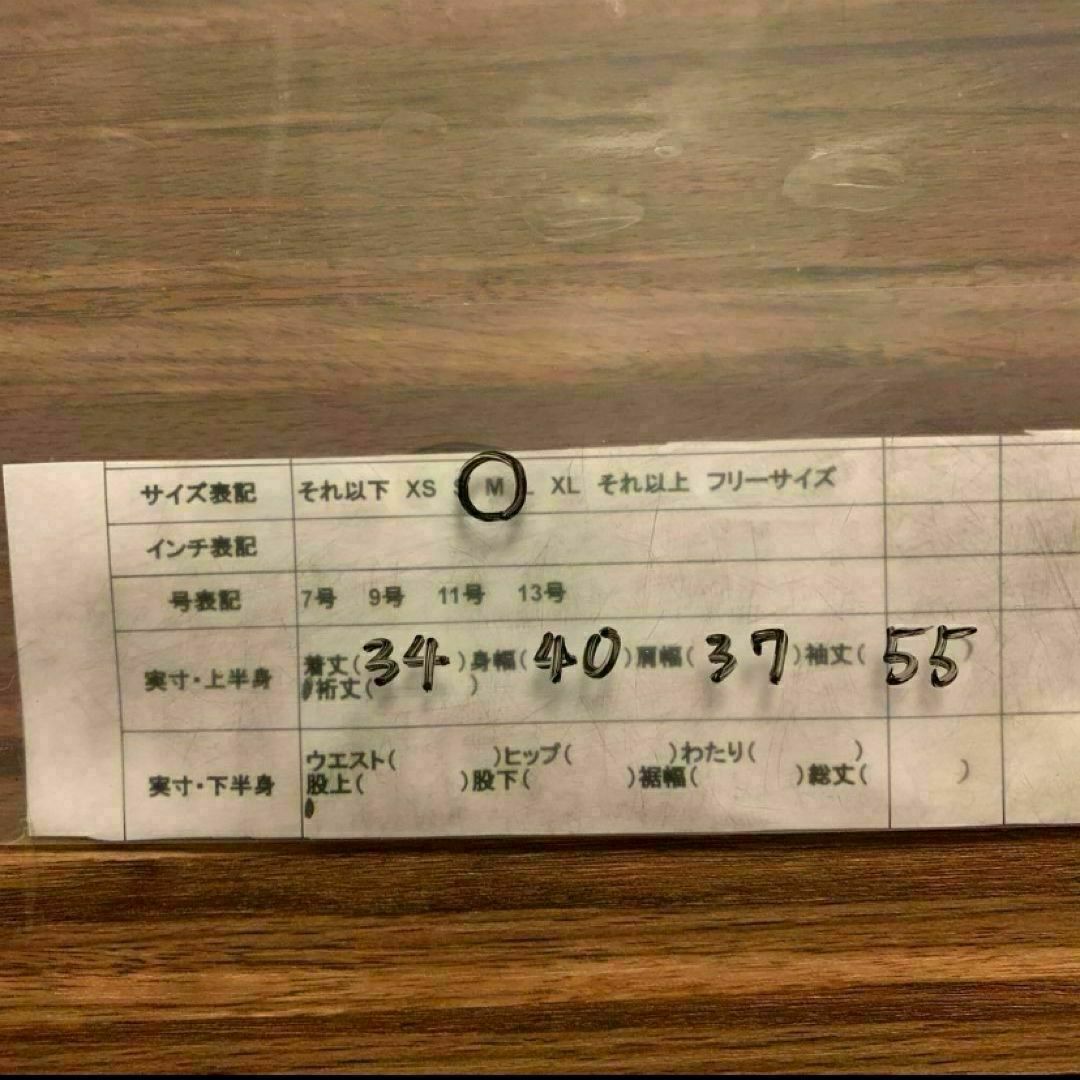 サイズ表記 それ以下 XS S M L XL それ以上 フリーサイズ
インチ表記
号表記 7号 9号 11号 13号
実寸・上半身 着丈(34)身幅(40)肩幅(37)袖丈(55)
裄丈( )
実寸・下半身 ウエスト( )ヒップ( )わたり( )
股上( )股下( )裾幅( )総丈( )